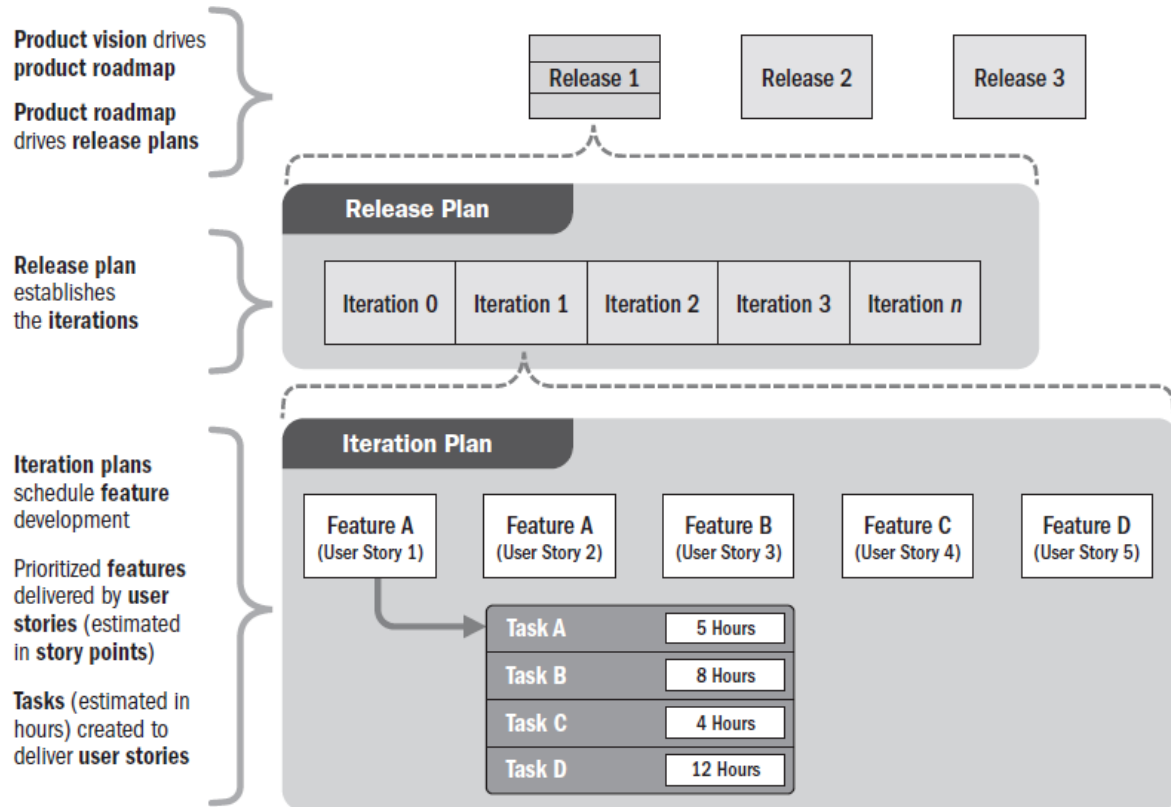 Product vision drives
product roadmap
Product roadmap
drives release plans
Release 1
Release 2
Release 3
Release Plan
Release plan
establishes
the iterations
Iteration 0
Iteration 1
Iteration 2
Iteration 3
Iteration n
Iteration Plan
Iteration plans
schedule feature
development
Prioritized features
delivered by user
stories (estimated
in story points)
Tasks (estimated in
hours) created to
deliver user stories
Feature A
(User Story 1)
Feature A
(User Story 2)
Feature B
(User Story 3)
Feature C
(User Story 4)
Feature D
(User Story 5)
Task A
5 Hours
Task B
8 Hours
Task C
4 Hours
Task D
12 Hours